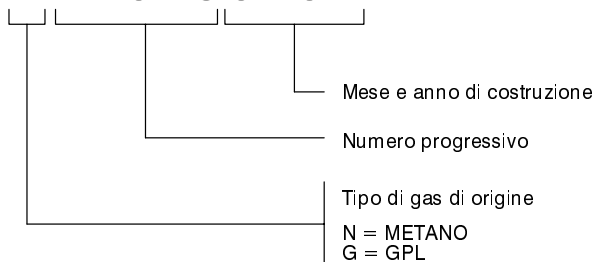 Mese e anno di costruzione
Numero progressivo
Tipo di gas di origine
N = METANO
G = GPL